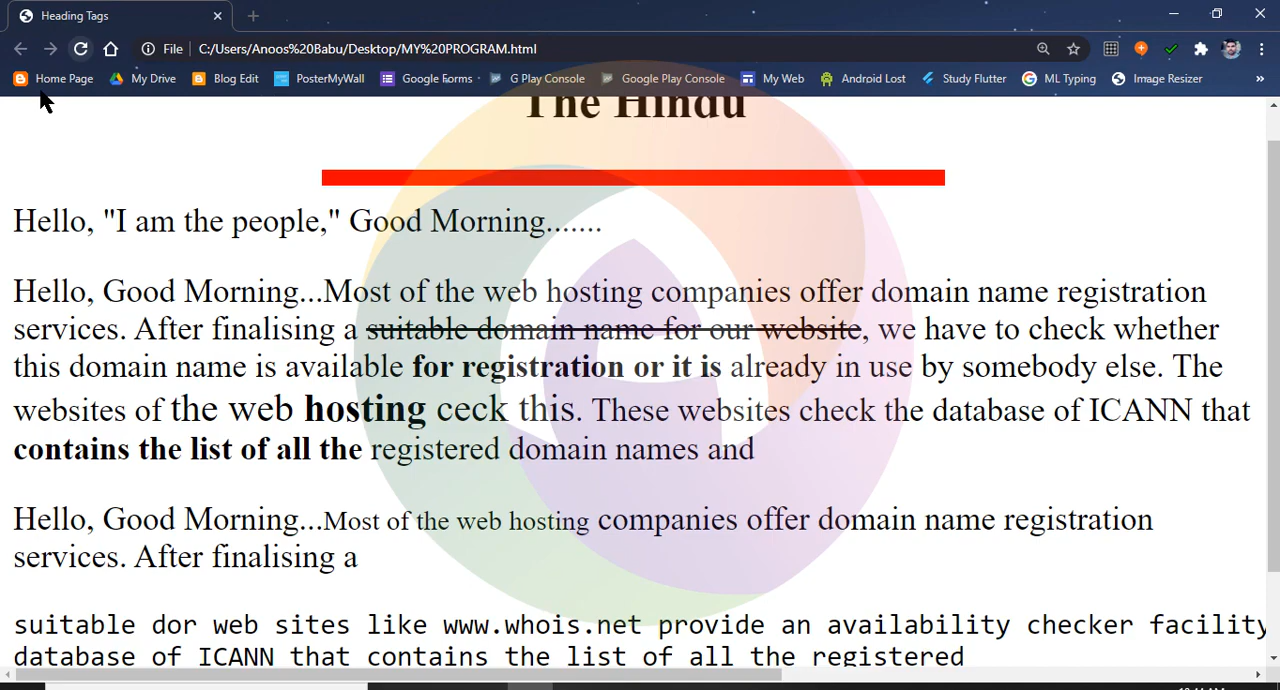 Heading Tags
File C:/Users/Anoos%20Babu/Desktop/MY%20PROGRAM.html
Home Page My Drive Blog Edit PosterMyWall Google Forms G Play Console Google Play Console My Web Android Lost Study Flutter ML Typing Image Resizer »
The Hindu
Hello, "I am the people," Good Morning.......
Hello, Good Morning...Most of the web hosting companies offer domain name registration
services. After finalising a suitable domain name for our website, we have to check whether
this domain name is available for registration or it is already in use by somebody else. The
websites of the web hosting ceck this. These websites check the database of ICANN that
contains the list of all the registered domain names and
Hello, Good Morning...Most of the web hosting companies offer domain name registration
services. After finalising a
suitable dor web sites like www.whois.net provide an availability checker facility
database of ICANN that contains the list of all the registered